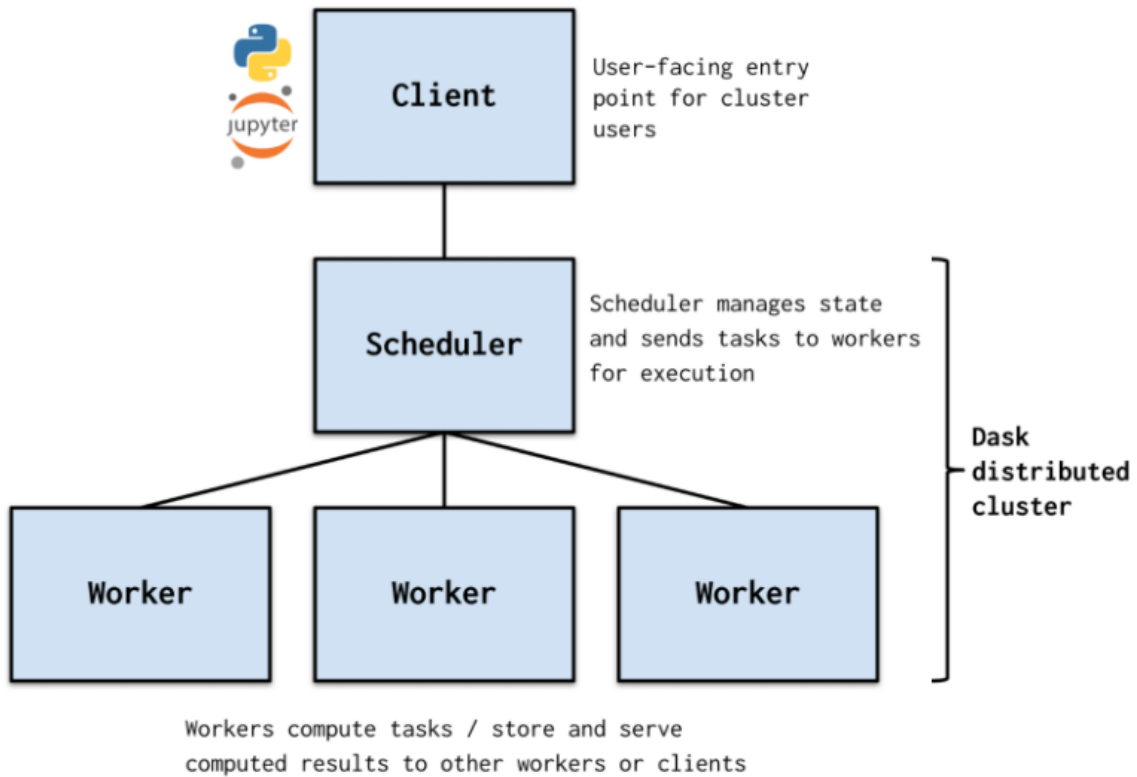 Client
jupyter
User-facing entry
point for cluster
users
Scheduler
Scheduler manages state
and sends tasks to workers
for execution
Dask
distributed
cluster
Worker
Worker
Worker
Workers compute tasks / store and serve
computed results to other workers or clients